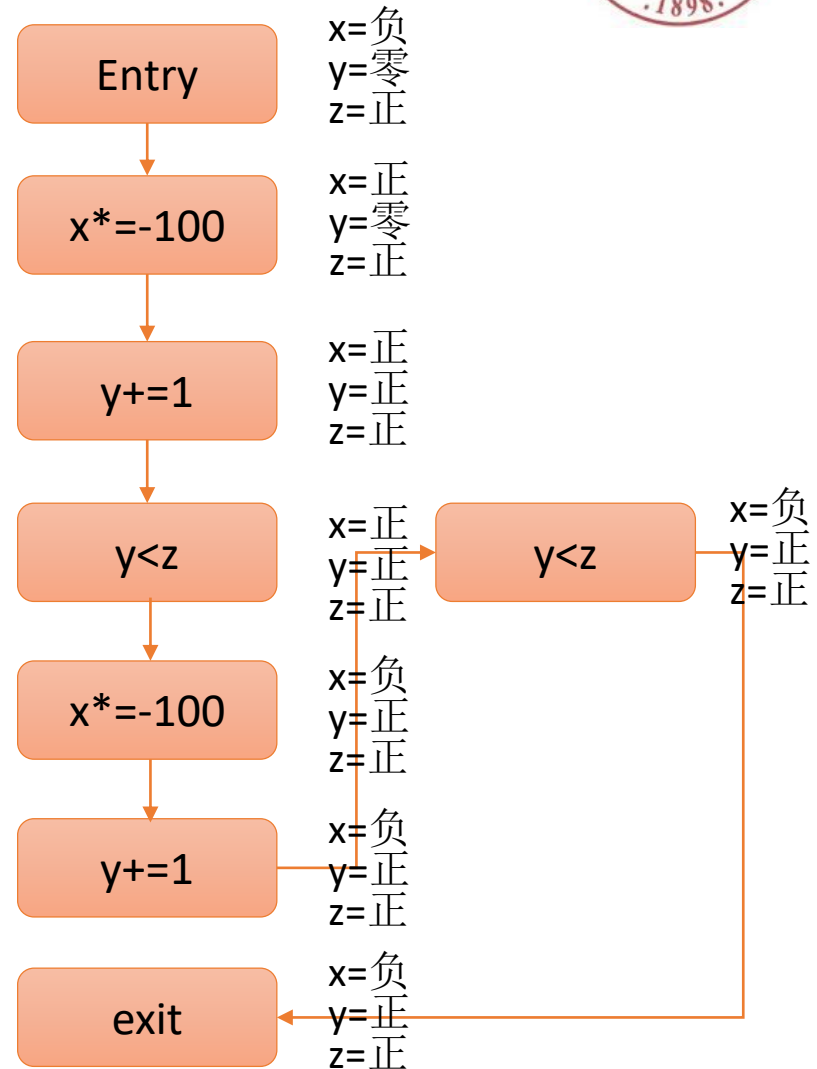 ·1898·
Entry
x=负
y=零
z=正
x*=-100
x=正
y=零
z=正
y+=1
x=正
y=正
z=正
y<z
x=正
y=正
z=正
y<z
x=负
y=正
z=正
x*=-100
x=负
y=正
z=正
y+=1
x=负
y=正
z=正
exit
x=负
y=正
z=正